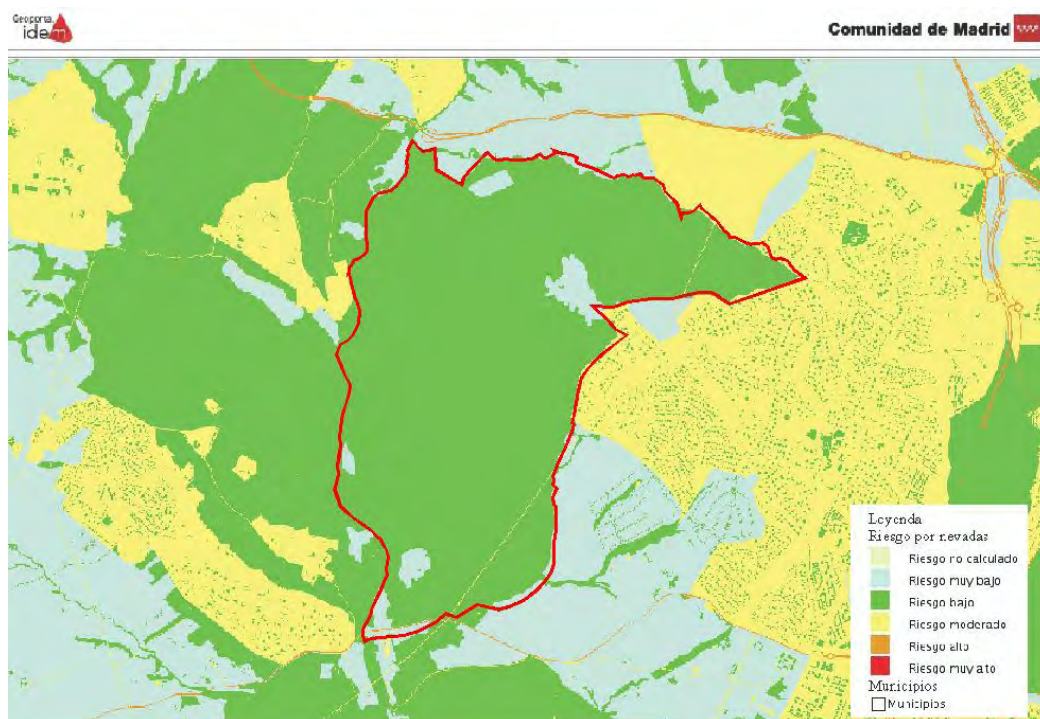 Geoportal
idem
Comunidad de Madrid
Leyenda
Riesgo por nevadas
Riesgo no calculado
Riesgo muy bajo
Riesgo bajo
Riesgo moderado
Riesgo alto
Riesgo muy alto
Municipios
Municipios